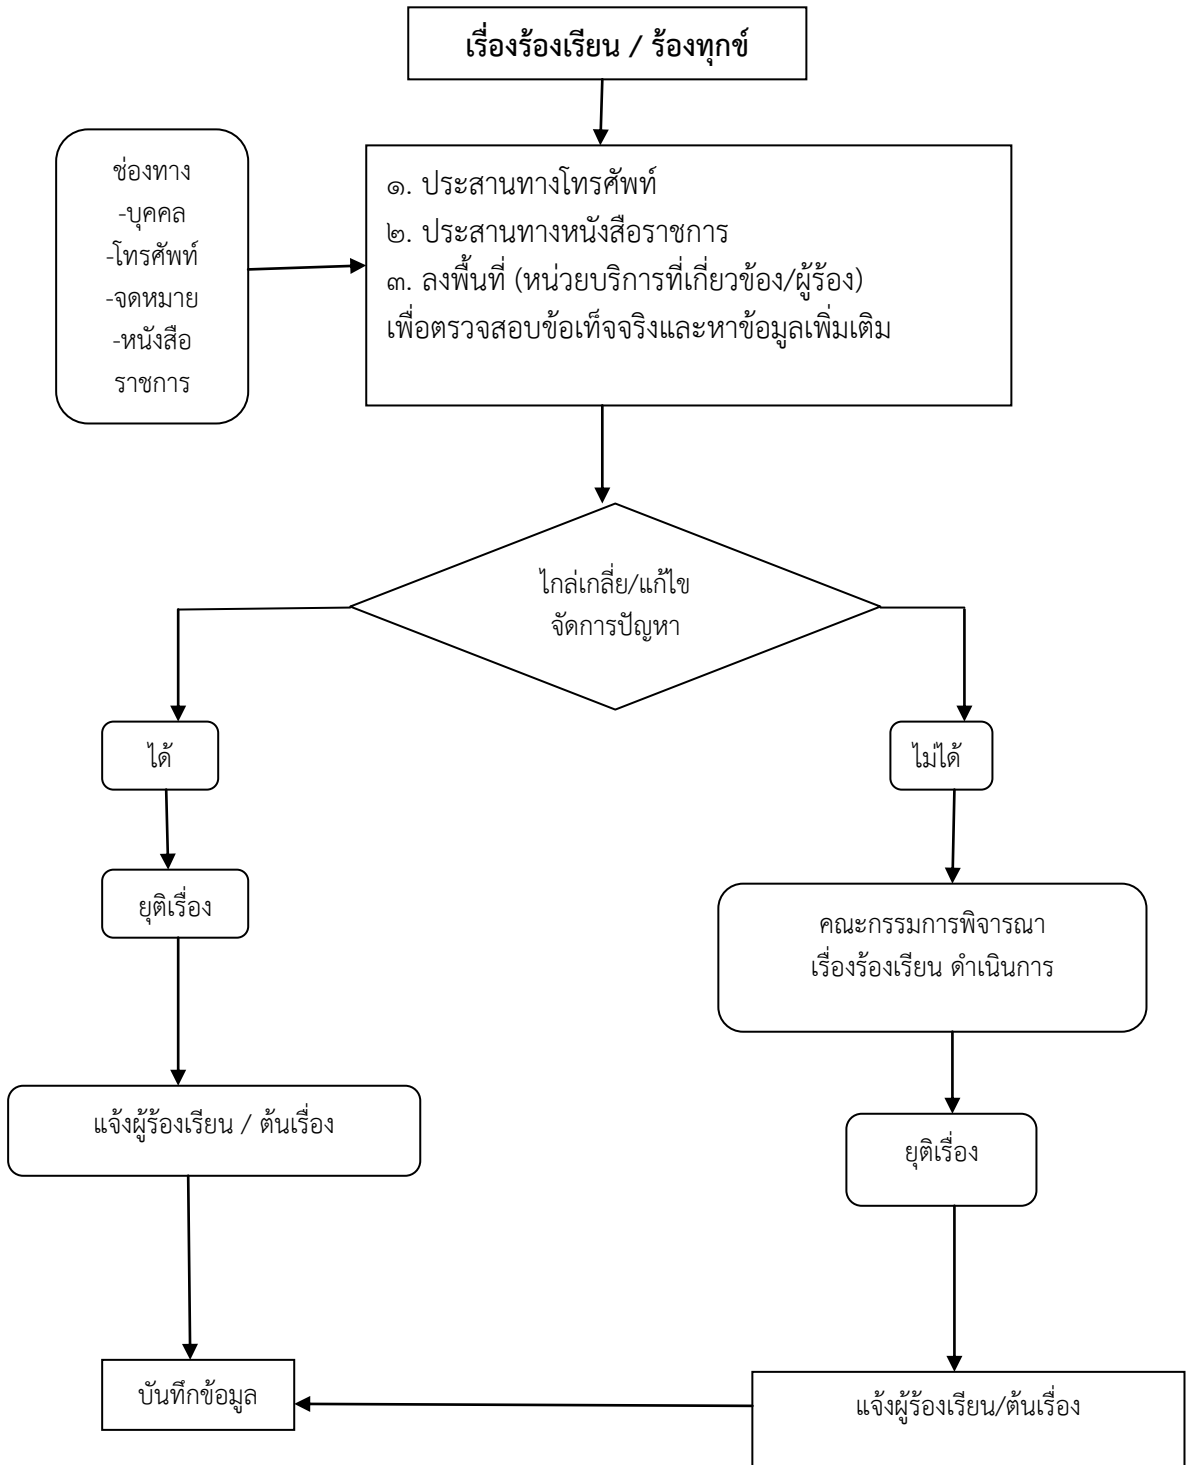 เรื่องร้องเรียน / ร้องทุกข์
ช่องทาง
-บุคคล
-โทรศัพท์
-จดหมาย
-หนังสือ
ราชการ
๑. ประสานทางโทรศัพท์
๒. ประสานทางหนังสือราชการ
๓. ลงพื้นที่ (หน่วยบริการที่เกี่ยวข้อง/ผู้ร้อง)
เพื่อตรวจสอบข้อเท็จจริงและหาข้อมูลเพิ่มเติม
ไกล่เกลี่ย/แก้ไข
จัดการปัญหา
ได้
ไม่ได้
ยุติเรื่อง
คณะกรรมการพิจารณา
เรื่องร้องเรียน ดำเนินการ
แจ้งผู้ร้องเรียน / ต้นเรื่อง
ยุติเรื่อง
บันทึกข้อมูล
แจ้งผู้ร้องเรียน/ต้นเรื่อง